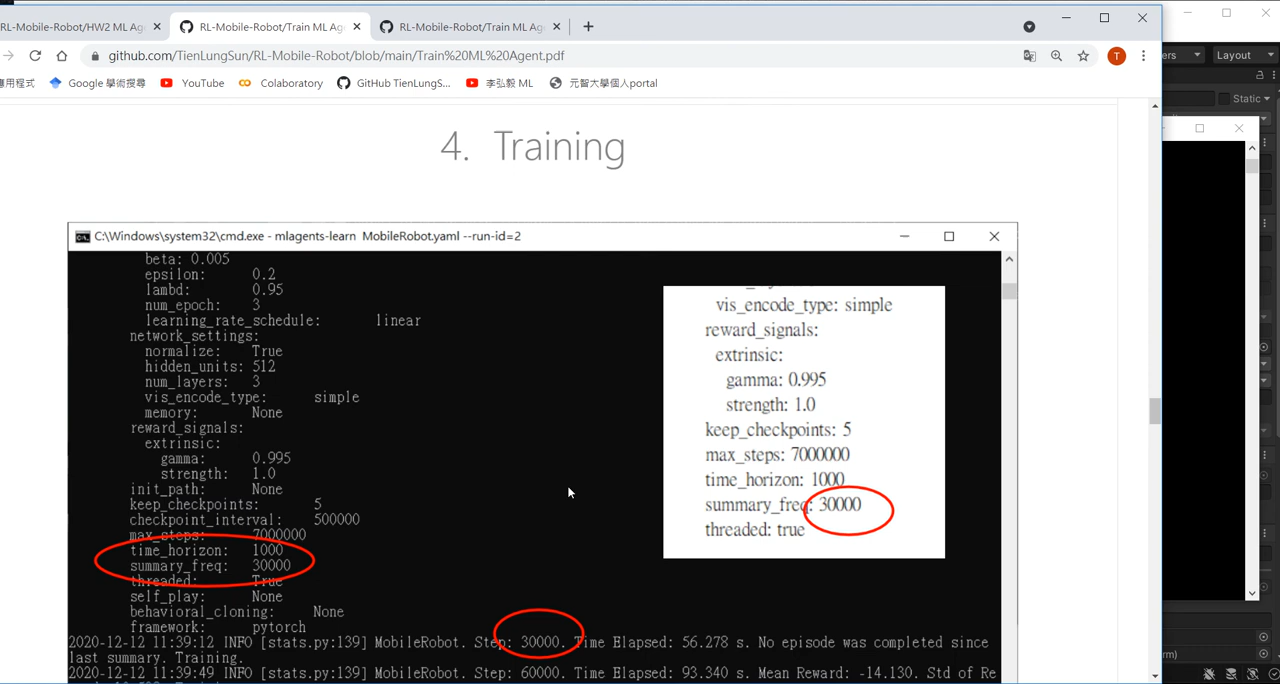 RL-Mobile-Robot/HW2 ML Age
RL-Mobile-Robot/Train ML Age
RL-Mobile-Robot/Train ML Age
github.com/TienLungSun/RL-Mobile-Robot/blob/main/Train%20ML%20Agent.pdf
T
ers
Layout
應用程式
Google 學術搜尋
YouTube
Colaboratory
GitHub TienLungS...
李弘毅 ML
元智大學個人portal
Static
4. Training
C:\Windows\system32\cmd.exe - mlagents-learn MobileRobot.yaml --run-id=2
beta: 0.005
epsilon: 0.2
lambd: 0.95
num_epoch: 3
learning_rate_schedule: linear
network_settings:
normalize: True
hidden_units: 512
num_layers: 3
vis_encode_type: simple
memory: None
reward_signals:
extrinsic:
gamma: 0.995
strength: 1.0
init_path: None
keep_checkpoints: 5
checkpoint_interval: 500000
max_steps: 7000000
time_horizon: 1000
summary_freq: 30000
threaded: True
self_play: None
behavioral_cloning: None
framework: pytorch
2020-12-12 11:39:12 INFO [stats.py:139] MobileRobot. Step: 30000. Time Elapsed: 56.278 s. No episode was completed since
last summary. Training.
2020-12-12 11:39:49 INFO [stats.py:139] MobileRobot. Step: 60000. Time Elapsed: 93.340 s. Mean Reward: -14.130. Std of Re
vis_encode_type: simple
reward_signals:
extrinsic:
gamma: 0.995
strength: 1.0
keep_checkpoints: 5
max_steps: 7000000
time_horizon: 1000
summary_freq: 30000
threaded: true
rm)